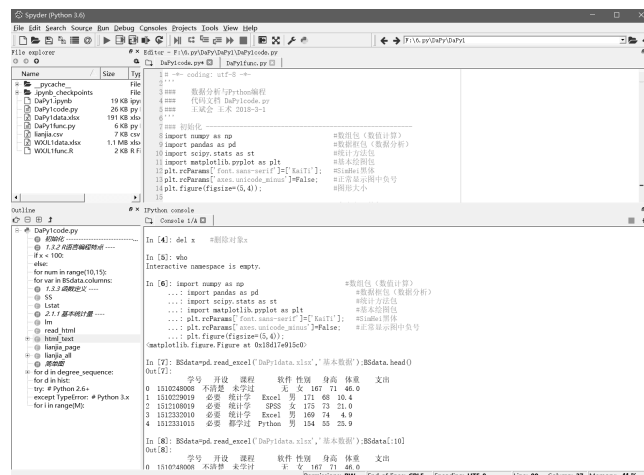 Spyder (Python 3.6)
File Edit Search Source Run Debug Consoles Projects Tools View Help
F:\6.py\DaPy\DaPy1
File explorer
Editor - F:\6.py\DaPy\DaPy1\DaPy1code.py
DaPy1code.py* DaPy1func.py
Name Size Typ
__pycache__ File
.ipynb_checkpoints File
DaPy1.ipynb 19 KB ipy
DaPy1code.py 26 KB py
DaPy1data.xlsx 191 KB xlsx
DaPy1func.py 6 KB py
lianjia.csv 7 KB csv
WXJL1data.xlsx 1.1 MB xlsx
WXJL1func.R 2 KB R Fi
1 # -*- coding: utf-8 -*-
2 '''
3 ### 数据分析与Python编程
4 ### 代码文档 DaPy1code.py
5 ### 王斌会 王术 2018-3-1
6 '''
7 ### 初始化
8 import numpy as np #数组包（数值计算）
9 import pandas as pd #数据框包（数据分析）
10 import scipy.stats as st #统计方法包
11 import matplotlib.pyplot as plt #基本绘图包
12 plt.rcParams['font.sans-serif']=['KaiTi']; #SimHei黑体
13 plt.rcParams['axes.unicode_minus']=False; #正常显示图中负号
14 plt.figure(figsize=(5,4)); #图形大小
15
Outline
DaPy1code.py
初始化
1.3.2 R语言编程特点 ----
if x < 100:
else:
for num in range(10,15):
for var in BSdata.columns:
1.3.3 函数定义 ----
SS
Lstat
2.1.1 基本统计量 ----
lm
read_html
html_text
lianjia_page
lianjia_all
简单图
for d in degree_sequence:
for d in hist:
try: # Python 2.6+
except TypeError: # Python 3.x
for i in range(M):
IPython console
Console 1/A
In [4]: del x #删除对象x
In [5]: who
Interactive namespace is empty.
In [6]: import numpy as np #数组包（数值计算）
...: import pandas as pd #数据框包（数据分析）
...: import scipy.stats as st #统计方法包
...: import matplotlib.pyplot as plt #基本绘图包
...: plt.rcParams['font.sans-serif']=['KaiTi']; #SimHei黑体
...: plt.rcParams['axes.unicode_minus']=False; #正常显示图中负号
...: plt.figure(figsize=(5,4));
<matplotlib.figure.Figure at 0x18d17e915c0>
In [7]: BSdata=pd.read_excel('DaPy1data.xlsx','基本数据');BSdata.head()
Out[7]:
学号 开设 课程 软件 性别 身高 体重 支出
0 1510248008 不清楚 未学过 无 女 167 71 46.0
1 1510229019 必要 统计学 Excel 男 171 68 10.4
2 1512108019 必要 统计学 SPSS 女 175 73 21.0
3 1512332010 必要 统计学 Excel 男 169 74 4.9
4 1512331015 必要 都学过 Python 男 154 55 25.9
In [8]: BSdata=pd.read_excel('DaPy1data.xlsx','基本数据');BSdata[:10]
Out[8]:
学号 开设 课程 软件 性别 身高 体重 支出
0 1510248008 不清楚 未学过 无 女 167 71 46.0